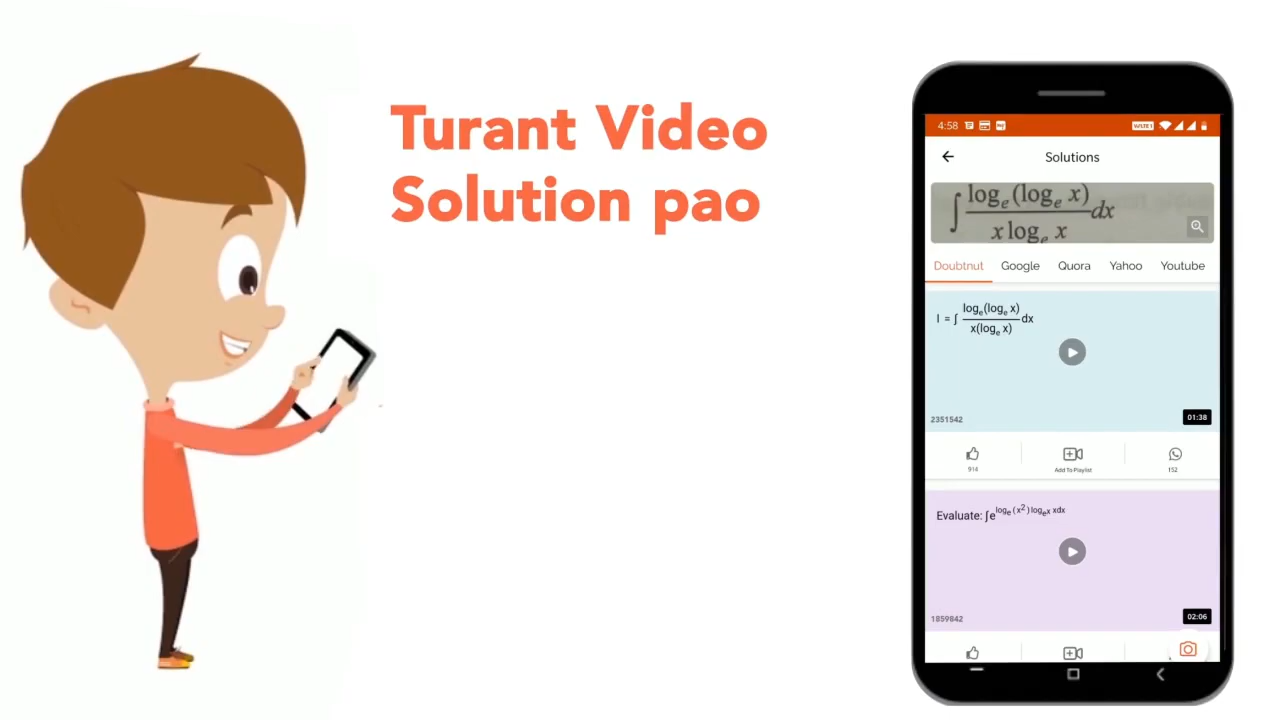 Turant Video
Solution pao
4:58
VoLTE1
Solutions
∫ logₑ(logₑ x) / x logₑ x dx
Doubtnut Google Quora Yahoo Youtube
I = ∫ logₑ(logₑ x) / x(logₑ x) dx
2351542
01:38
914
Add To Playlist
152
Evaluate: ∫e^logₑ(x²)logₑx xdx
1859842
02:06